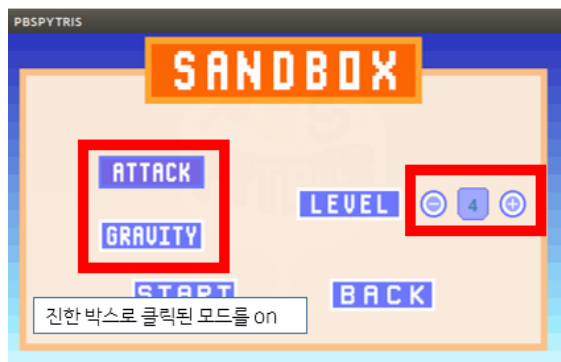 PBSPYTRIS
SANDBOX
ATTACK
LEVEL 4
GRAVITY
START BACK
진한 박스로 클릭된 모드를 on